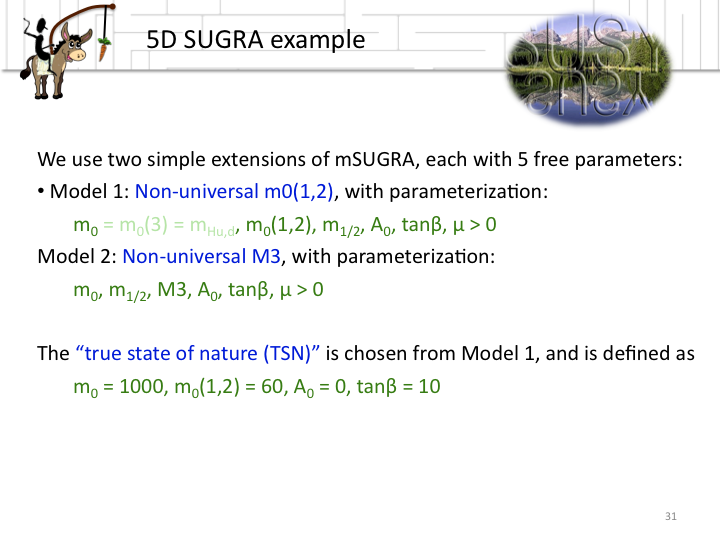 5D SUGRA example
SUSY
We use two simple extensions of mSUGRA, each with 5 free parameters:
• Model 1: Non-universal m0(1,2), with parameterization:
m₀ = m₀(3) = m_Hu,d, m₀(1,2), m₁/₂, A₀, tanβ, μ > 0
Model 2: Non-universal M3, with parameterization:
m₀, m₁/₂, M3, A₀, tanβ, μ > 0
The “true state of nature (TSN)” is chosen from Model 1, and is defined as
m₀ = 1000, m₀(1,2) = 60, A₀ = 0, tanβ = 10
31